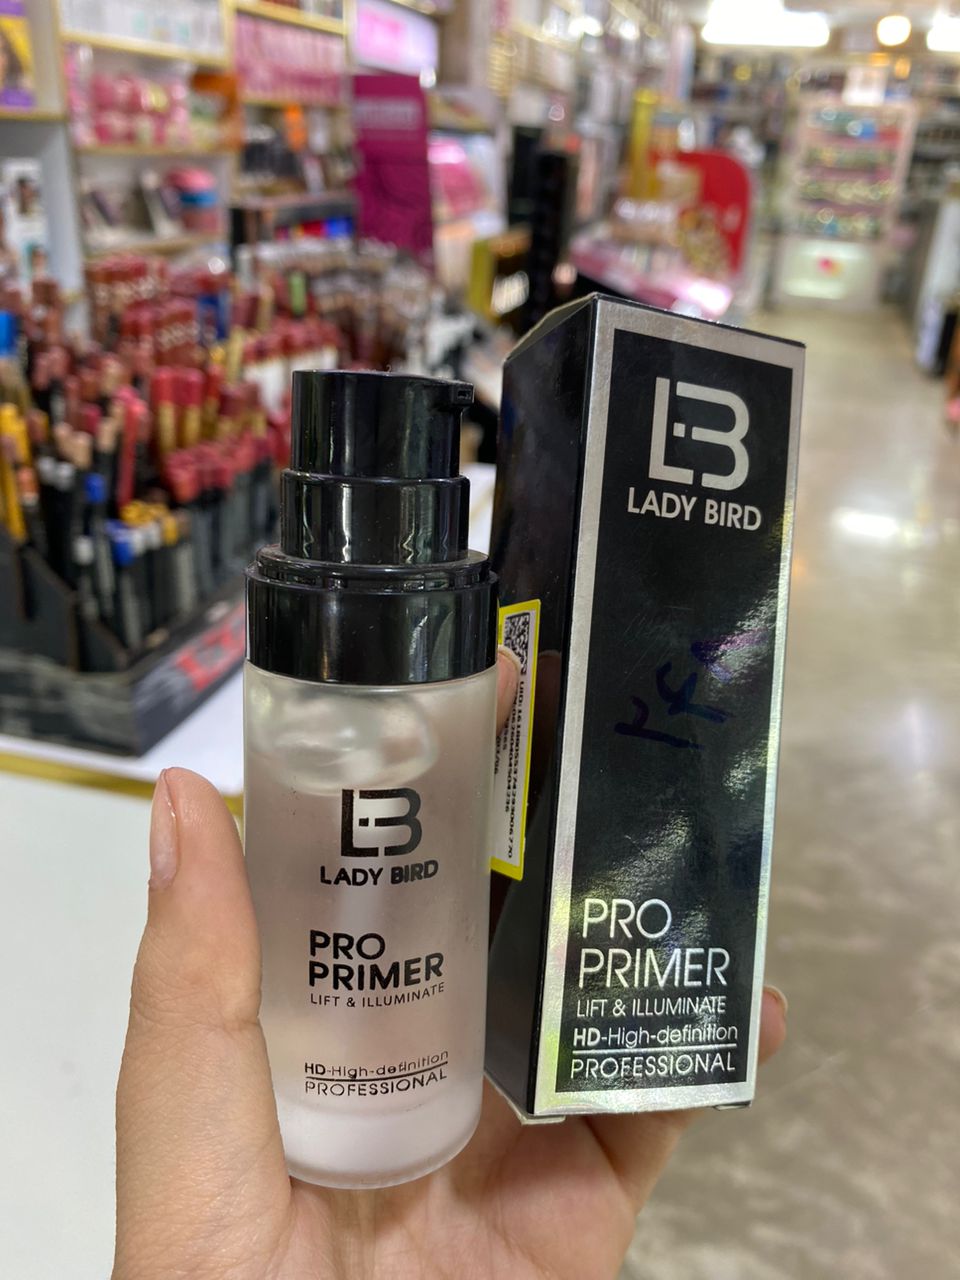 LB
LADY BIRD
PRO
PRIMER
LIFT & ILLUMINATE
HD-High-definition
PROFESSIONAL
LB
LADY BIRD
PRO
PRIMER
LIFT & ILLUMINATE
HD-High-definition
PROFESSIONAL